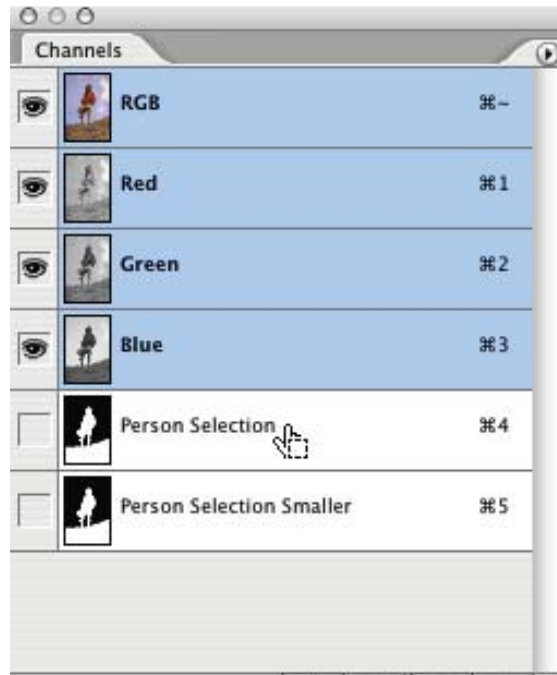 Channels
RGB ⌘~
Red ⌘1
Green ⌘2
Blue ⌘3
Person Selection ⌘4
Person Selection Smaller ⌘5